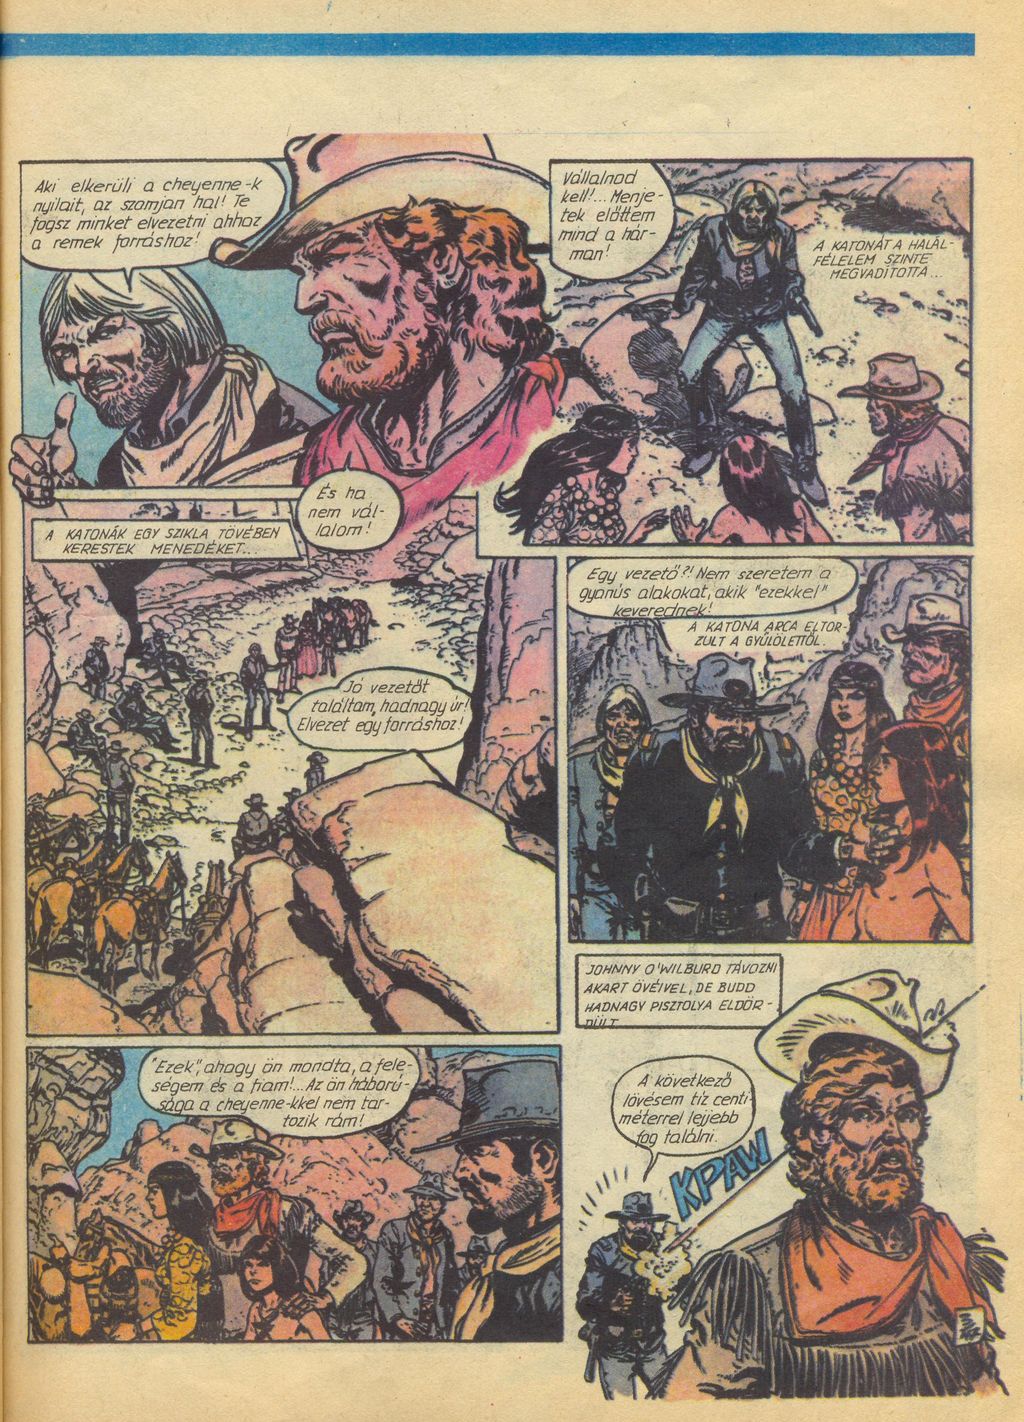 Aki elkerüli a cheyenne-k
nyilait, az szomjan hal! Te
fogsz minket elvezetni ahhoz
a remek forráshoz!
És ha
nem vál-
lalom!
Vállalnod
kell!... Menje-
tek előttem
mind a hár-
man!
A KATONÁT A HALÁL-
FÉLELEM SZINTE
MEGVADÍTOTTA...
A KATONÁK EGY SZIKLA TÖVÉBEN
KERESTEK MENEDÉKET...
Jó vezetőt
találtam, hadnagy úr!
Elvezet egy forráshoz!
Egy vezető?! Nem szeretem a
gyanús alakokat, akik "ezekkel"
keverednek!
A KATONA ARCA ELTOR-
ZULT A GYŰLÖLETTŐL.
"Ezek", ahogy ön mondta, a fele-
ségem és a fiam!... Az ön háború-
sága a cheyenne-kkel nem tar-
tozik rám!
JOHNNY O'WILBURD TÁVOZNI
AKART ÖVÉIVEL, DE BUDD
HADNAGY PISZTOLYA ELDÖR-
DÜLT
A következő
lövésem tíz centi-
méterrel lejjebb
fog találni.
KPAW